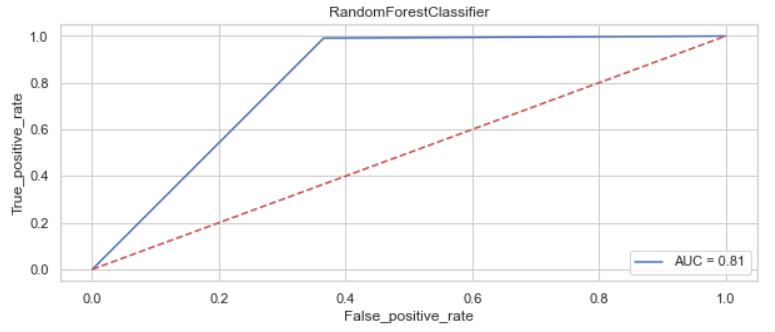 RandomForestClassifier
1.0
0.8
0.6
0.4
0.2
0.0
True_positive_rate
AUC = 0.81
0.0 0.2 0.4 0.6 0.8 1.0
False_positive_rate